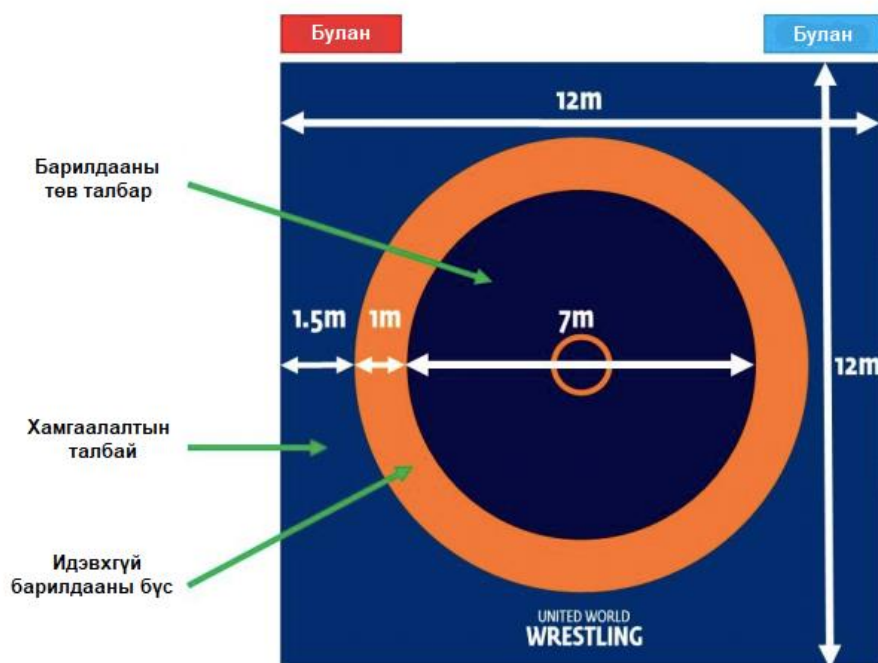 Булан
Булан
12m
Барилдааны
төв талбар
1.5m
1m
7m
12m
Хамгаалалтын
талбай
Идэвхгүй
барилдааны бүс
UNITED WORLD
WRESTLING